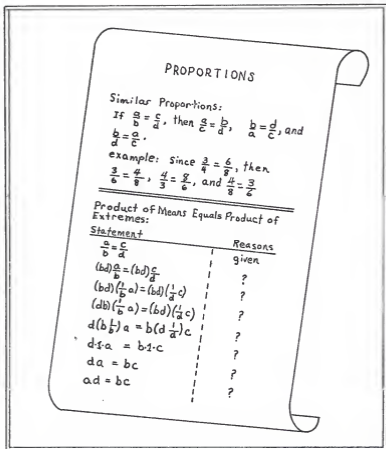 PROPORTIONS
Similar Proportions:
If a/b = c/d, then a/c = b/d, b/a = d/c, and
b/d = a/c.
example: Since 3/4 = 6/8, then
3/6 = 4/8, 4/3 = 8/6, and 4/8 = 3/6
Product of Means Equals Product of
Extremes:
Statement Reasons
a/b = c/d given
(bd)a/b = (bd)c/d ?
(bd)(1/b a) = (bd)(1/d c) ?
(db)(1/b a) = (bd)(1/d c) ?
d(b 1/b)a = b(d 1/d)c ?
d·1·a = b·1·c ?
da = bc ?
ad = bc ?